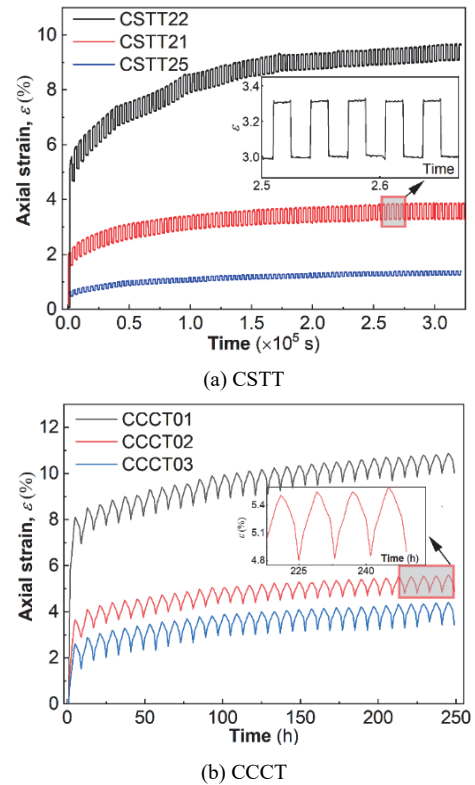 CSTT22
CSTT21
CSTT25
Axial strain, ε (%)
10
8
6
4
2
0
3.4
3.2
3.0
ε
Time
2.5
2.6
0.0
0.5
1.0
1.5
2.0
2.5
3.0
Time (×10⁵ s)
(a) CSTT
CCCT01
CCCT02
CCCT03
Axial strain, ε (%)
12
10
8
6
4
2
0
5.4
5.1
4.8
ε (%)
Time (h)
225
240
0
50
100
150
200
250
Time (h)
(b) CCCT